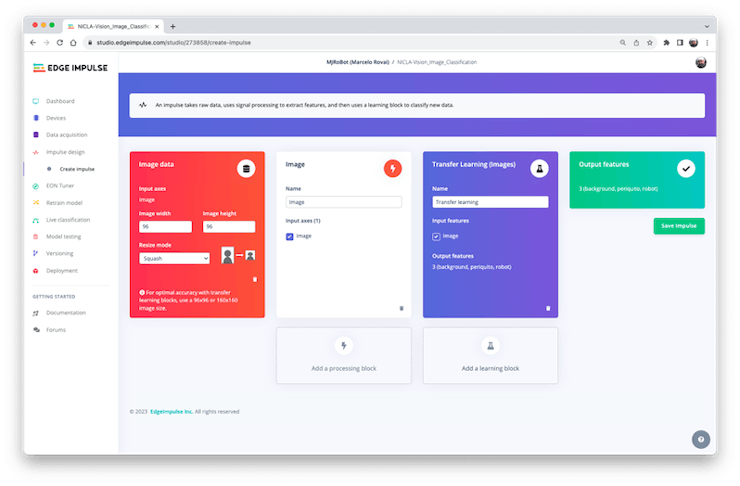 NICLA-Vision_Image_Classific
studio.edgeimpulse.com/studio/273858/create-impulse
EDGE IMPULSE
MJRoBot (Marcelo Rovai) / NICLA-Vision_Image_Classification
An impulse takes raw data, uses signal processing to extract features, and then uses a learning block to classify new data.
Dashboard
Devices
Data acquisition
Impulse design
Create impulse
EON Tuner
Retrain model
Live classification
Model testing
Versioning
Deployment
GETTING STARTED
Documentation
Forums
Image data
Input axes
image
Image width
Image height
96
96
Resize mode
Squash
For optimal accuracy with transfer
learning blocks, use a 96x96 or 160x160
image size.
Image
Name
Image
Input axes (1)
image
Add a processing block
Transfer Learning (Images)
Name
Transfer learning
Input features
Image
Output features
3 (background, periquito, robot)
Add a learning block
Output features
3 (background, periquito, robot)
Save Impulse
© 2023 EdgeImpulse Inc. All rights reserved